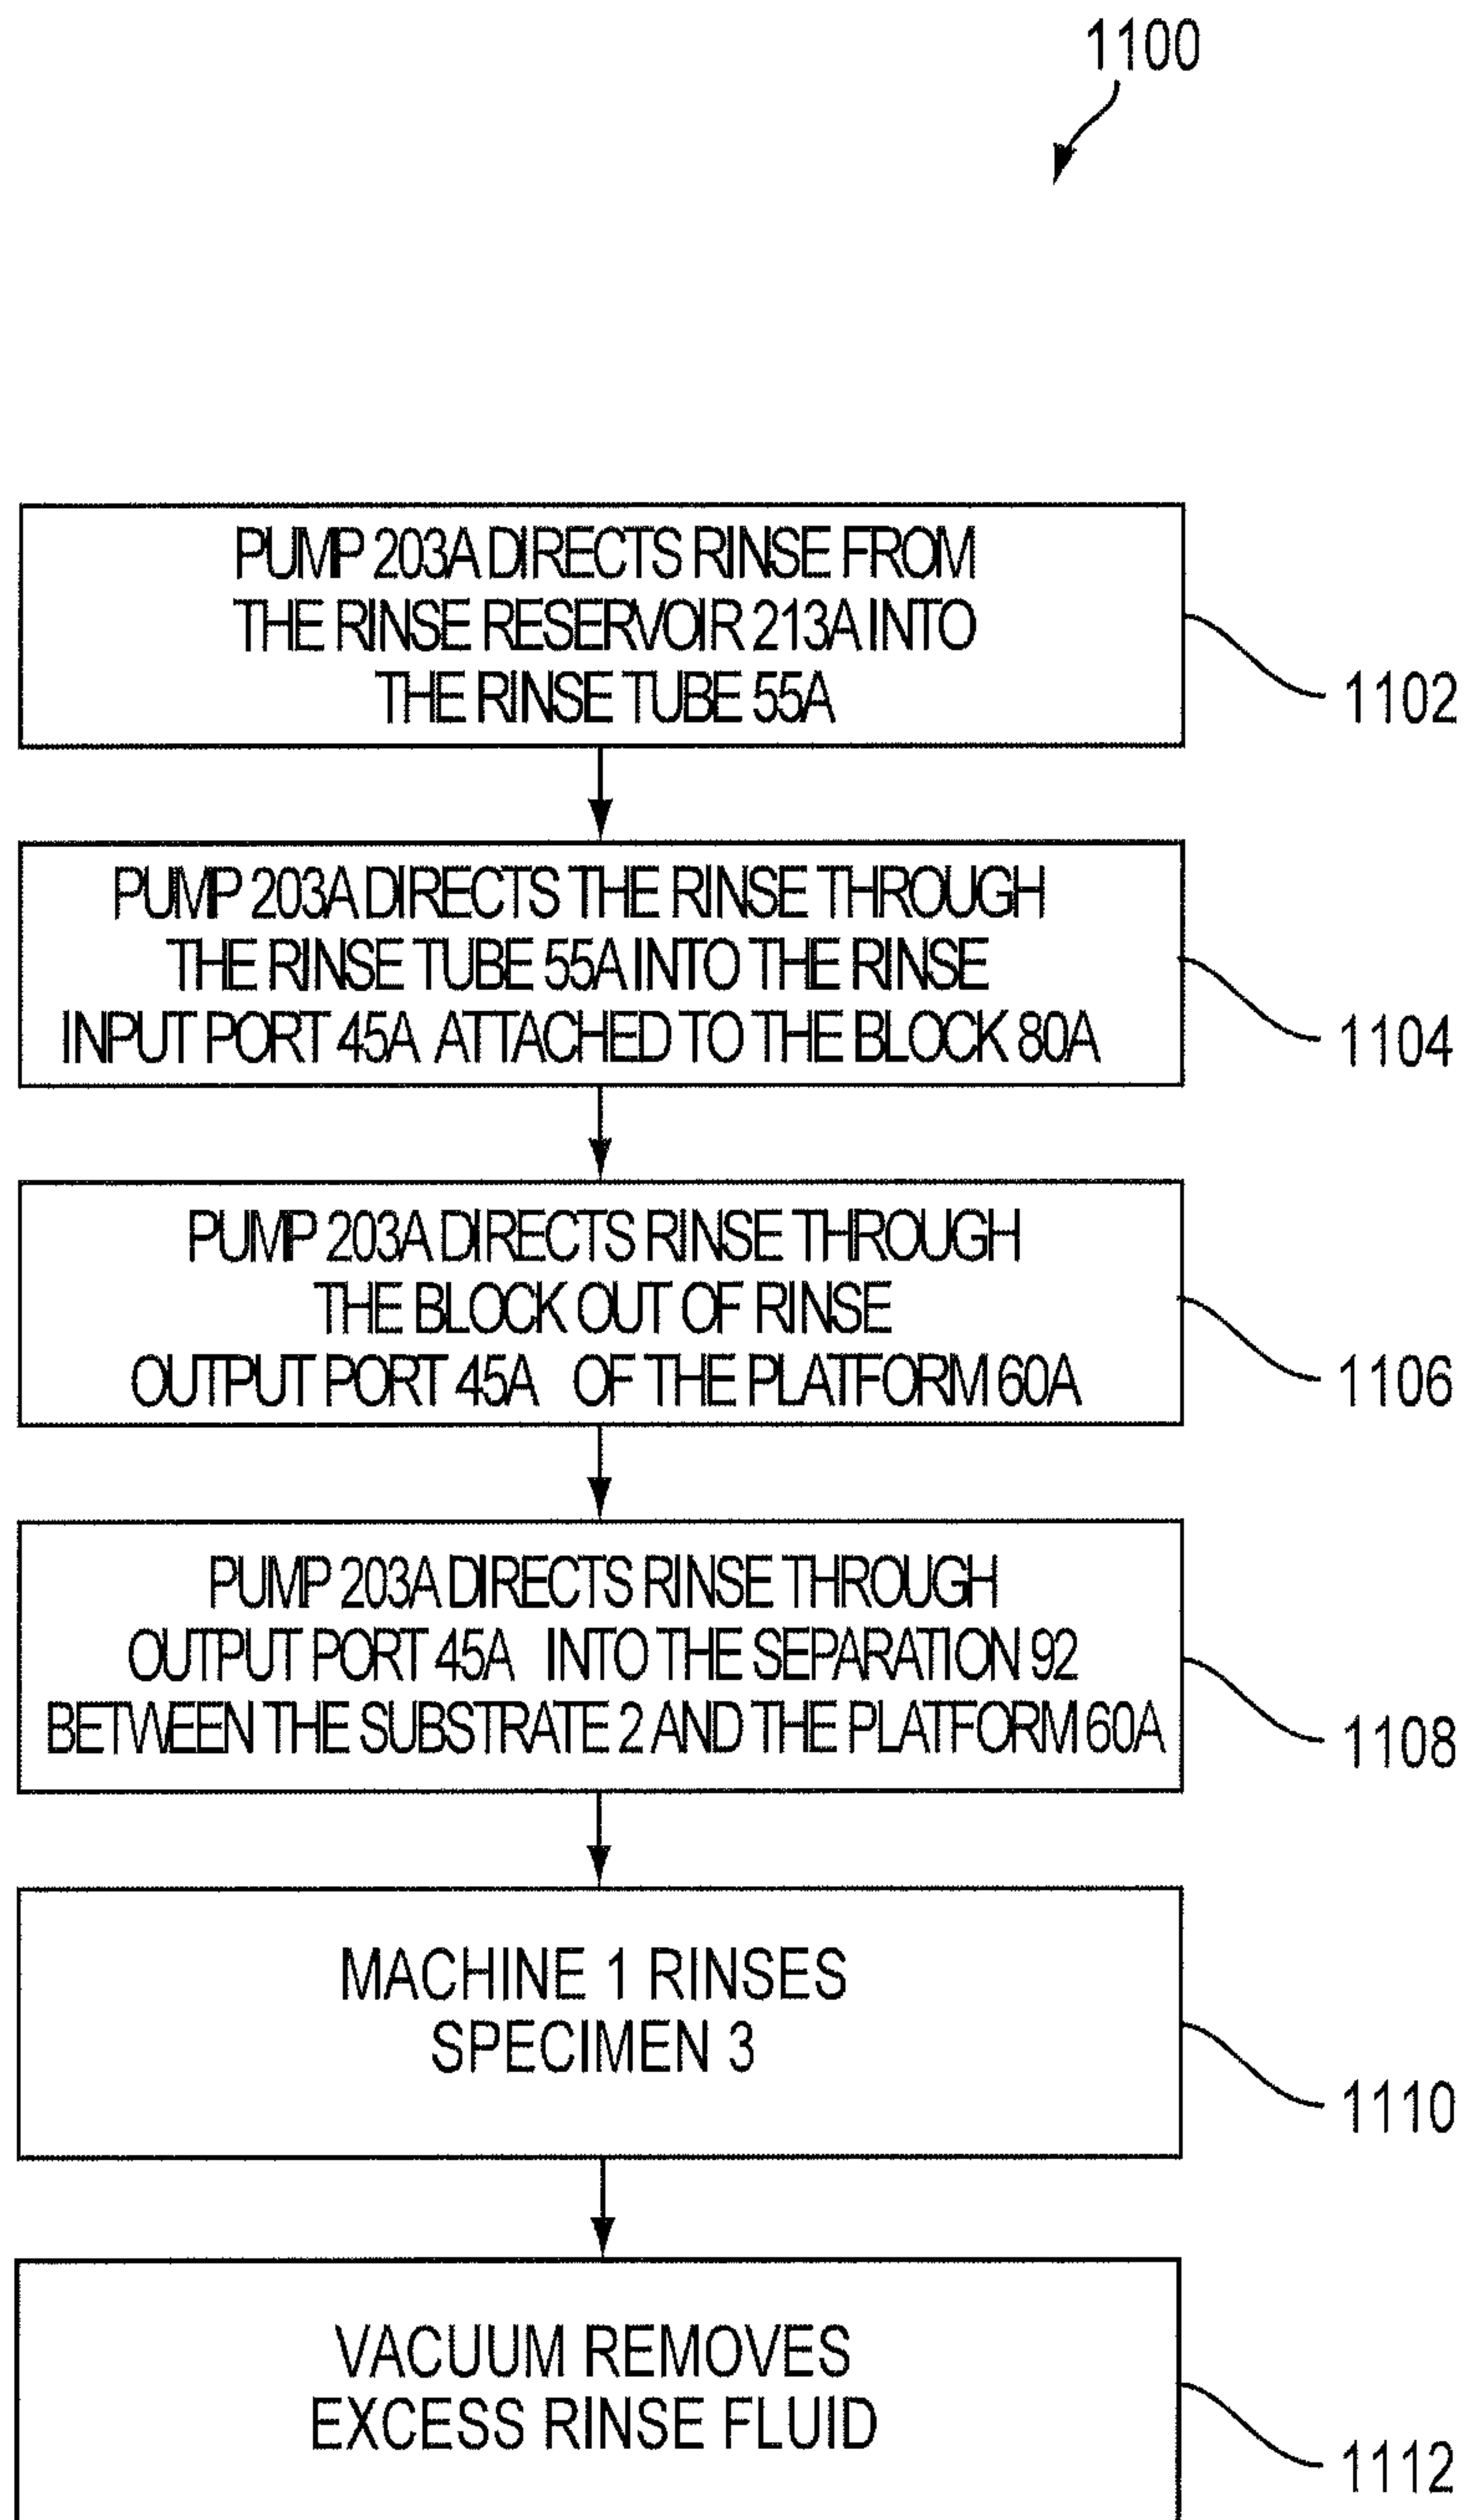 1100
PUMP 203A DIRECTS RINSE FROM
THE RINSE RESERVOIR 213A INTO
THE RINSE TUBE 55A
1102
PUMP 203A DIRECTS THE RINSE THROUGH
THE RINSE TUBE 55A INTO THE RINSE
INPUT PORT 45A ATTACHED TO THE BLOCK 80A
1104
PUMP 203A DIRECTS RINSE THROUGH
THE BLOCK OUT OF RINSE
OUTPUT PORT 45A OF THE PLATFORM 60A
1106
PUMP 203A DIRECTS RINSE THROUGH
OUTPUT PORT 45A INTO THE SEPARATION 92
BETWEEN THE SUBSTRATE 2 AND THE PLATFORM 60A
1108
MACHINE 1 RINSES
SPECIMEN 3
1110
VACUUM REMOVES
EXCESS RINSE FLUID
1112